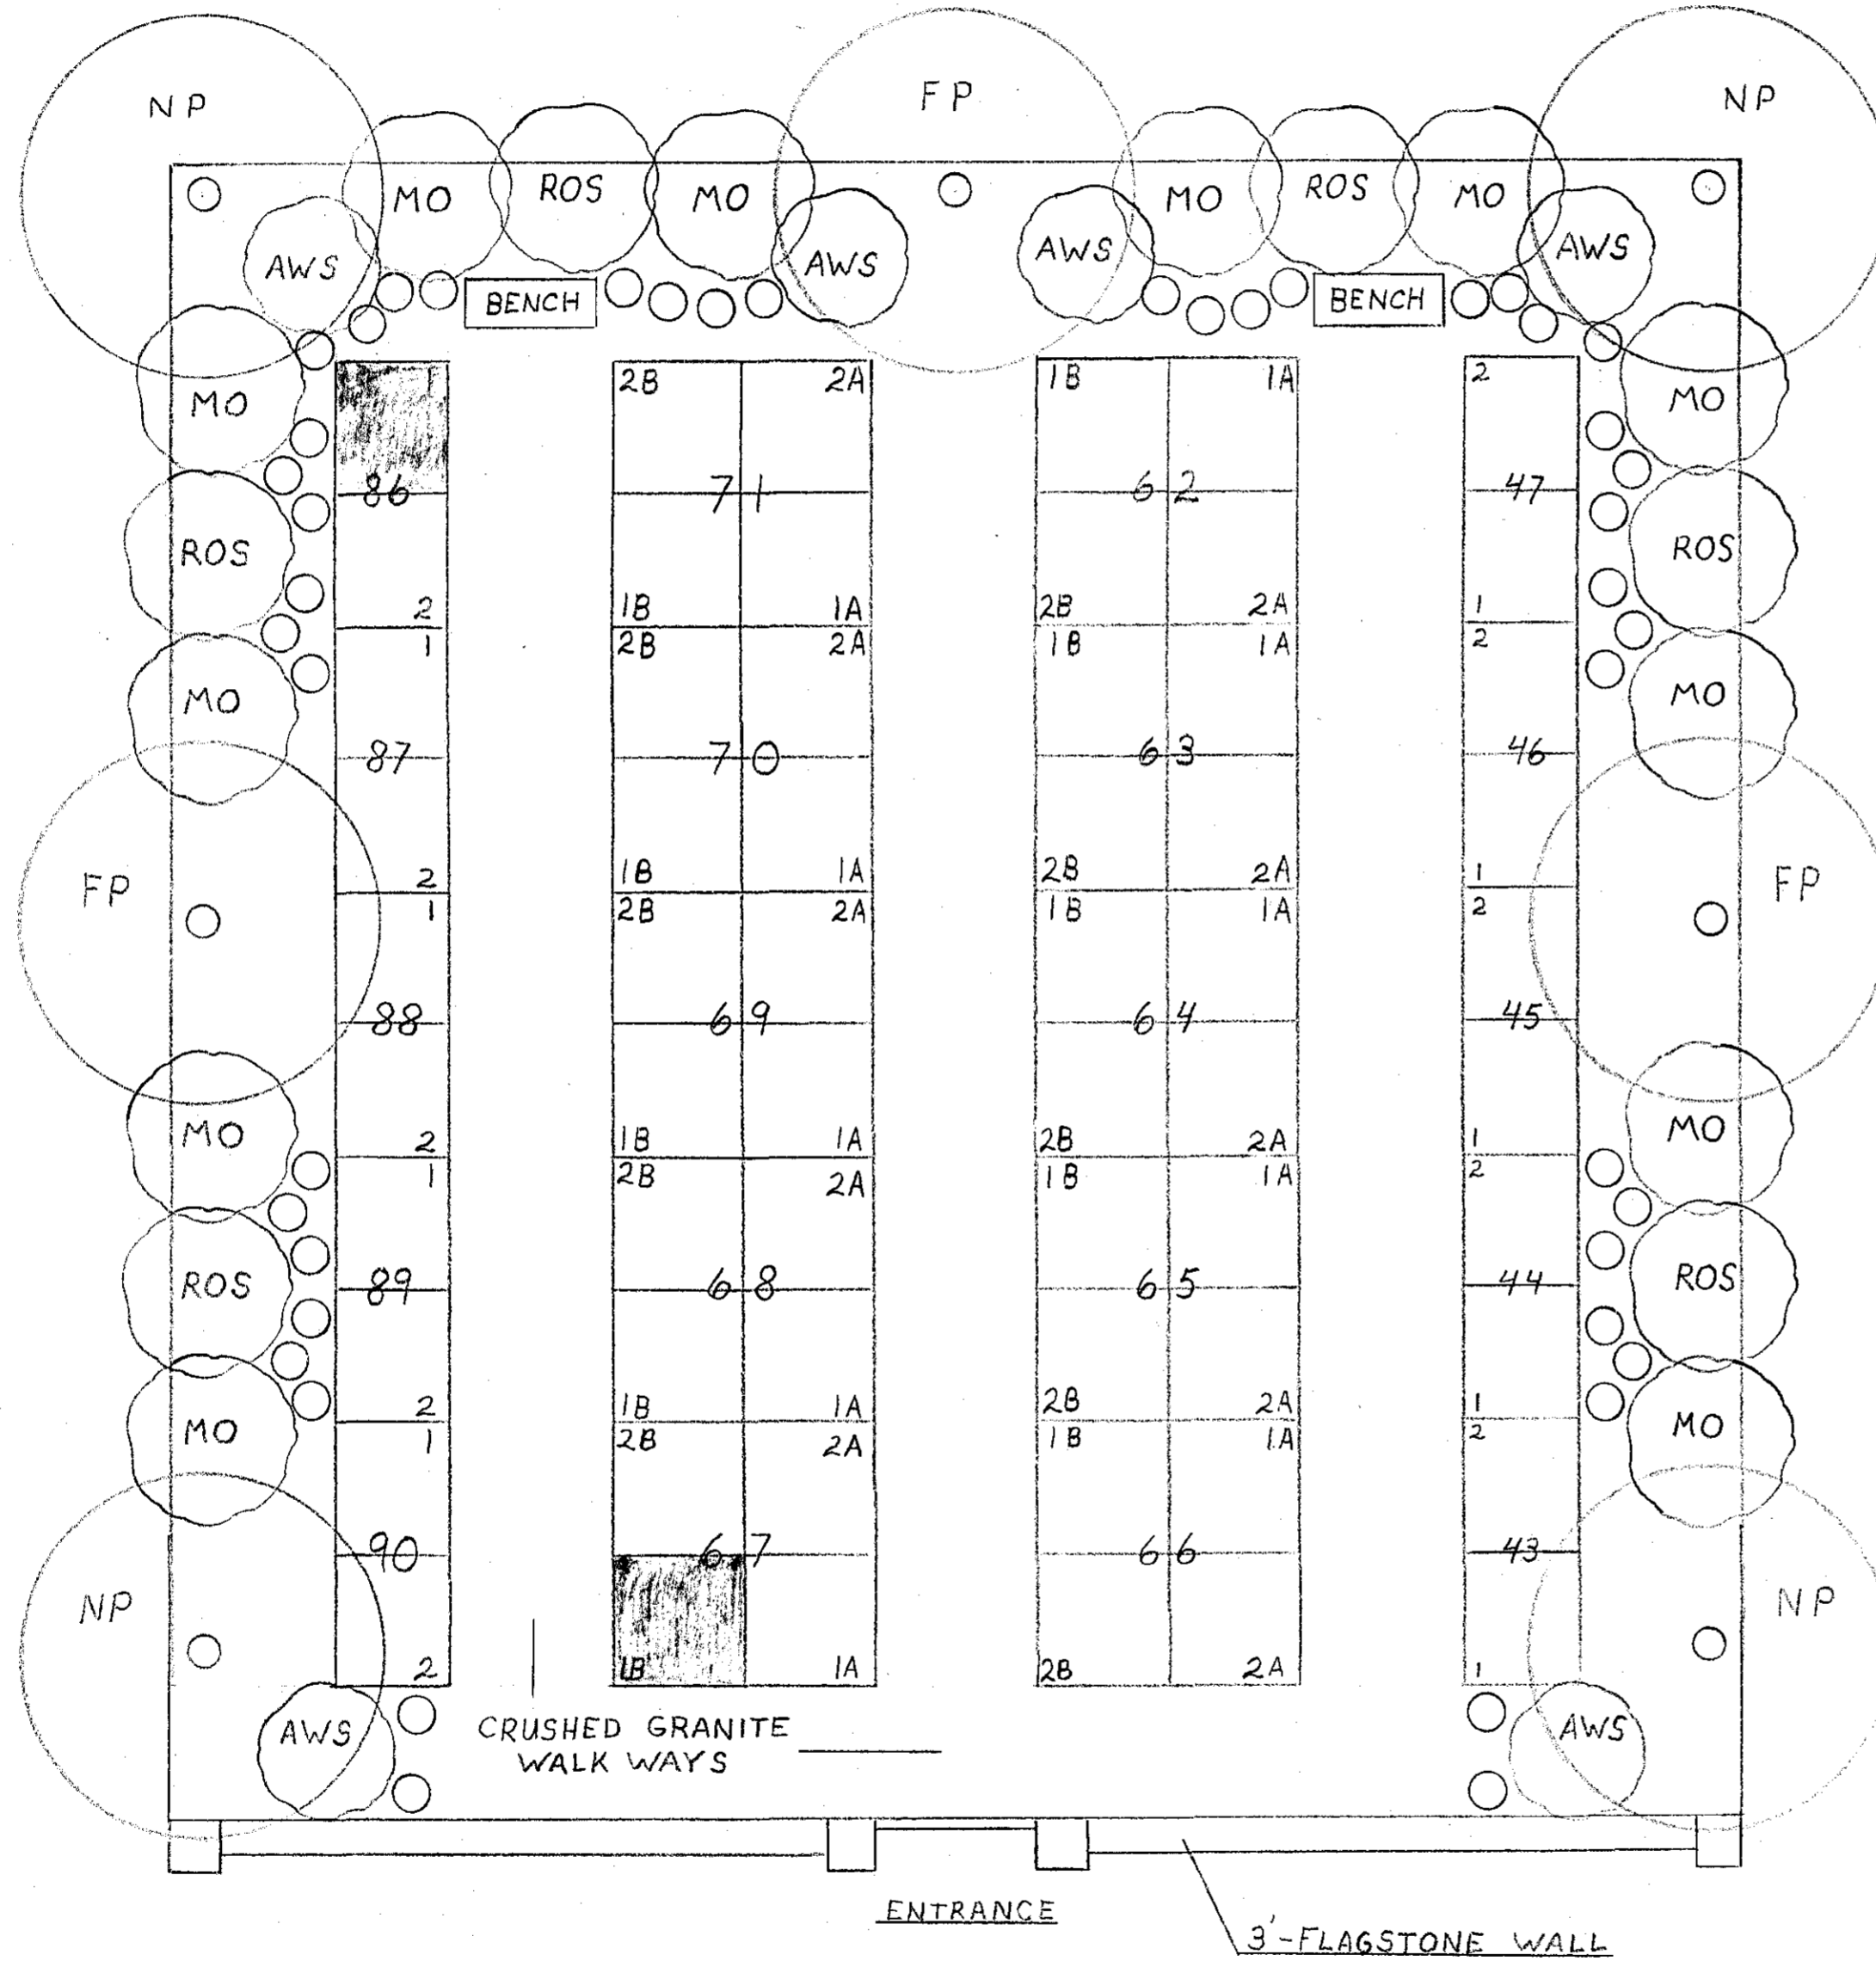 NP FP NP
MO ROS MO MO ROS MO
AWS AWS AWS AWS
BENCH BENCH
1 2B 2A 1B 1A 2
MO MO
86 71 62 47
ROS ROS
2 1B 1A 2B 2A 1
1 2B 2A 1B 1A 2
MO MO
87 70 63 46
FP FP
2 1B 1A 2B 2A 1
1 2B 2A 1B 1A 2
88 69 64 45
MO MO
2 1B 1A 2B 2A 1
1 2B 2A 1B 1A 2
ROS ROS
89 68 65 44
2 1B 1A 2B 2A 1
MO MO
1 2B 2A 1B 1A 2
90 67 66 43
NP NP
2 1B 1A 2B 2A 1
AWS AWS
CRUSHED GRANITE
WALK WAYS
ENTRANCE
3'-FLAGSTONE WALL